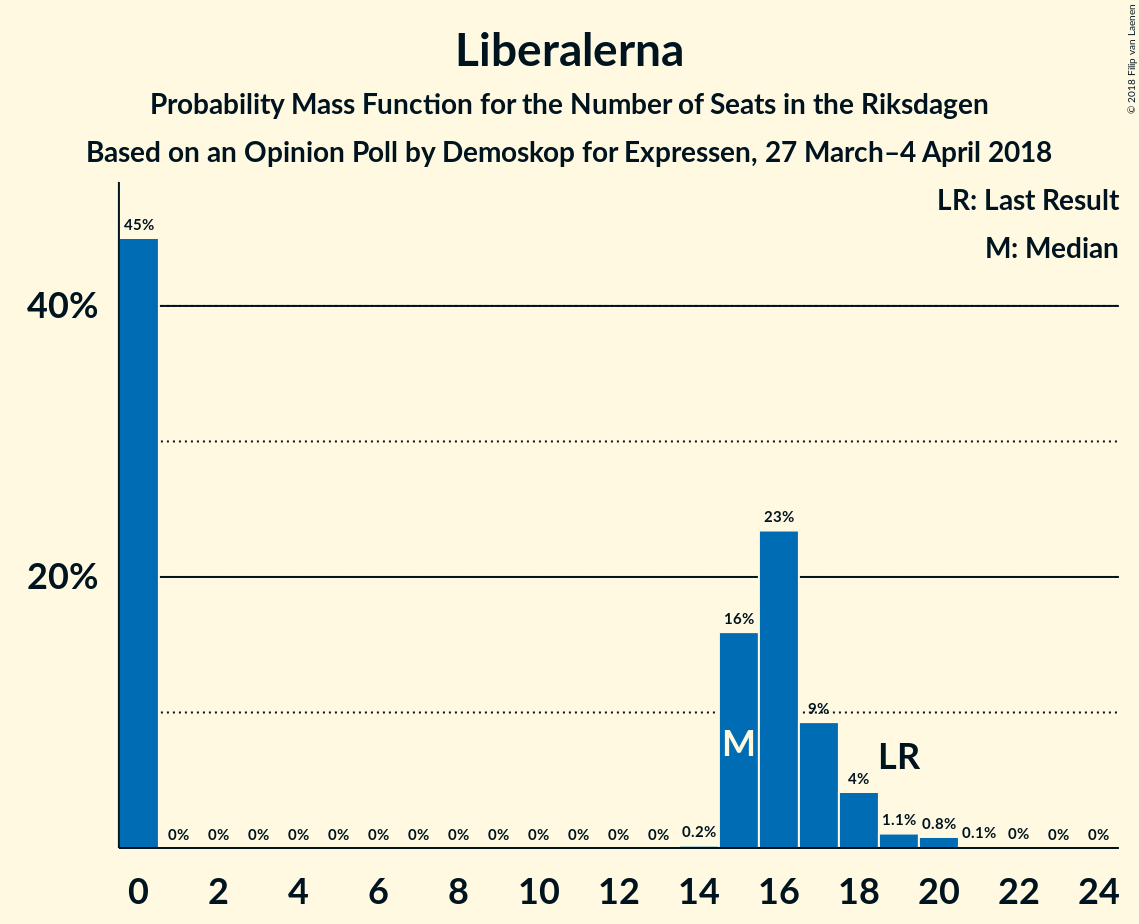 Liberalerna
Probability Mass Function for the Number of Seats in the Riksdagen
Based on an Opinion Poll by Demoskop for Expressen, 27 March–4 April 2018
© 2018 Filip van Laenen
LR: Last Result
M: Median
45%
40%
23%
20%
16%
9%
M
LR
4%
0% 0% 0% 0% 0% 0% 0% 0% 0% 0% 0% 0% 0% 0.2% 1.1% 0.8% 0.1% 0% 0% 0%
0 2 4 6 8 10 12 14 16 18 20 22 24